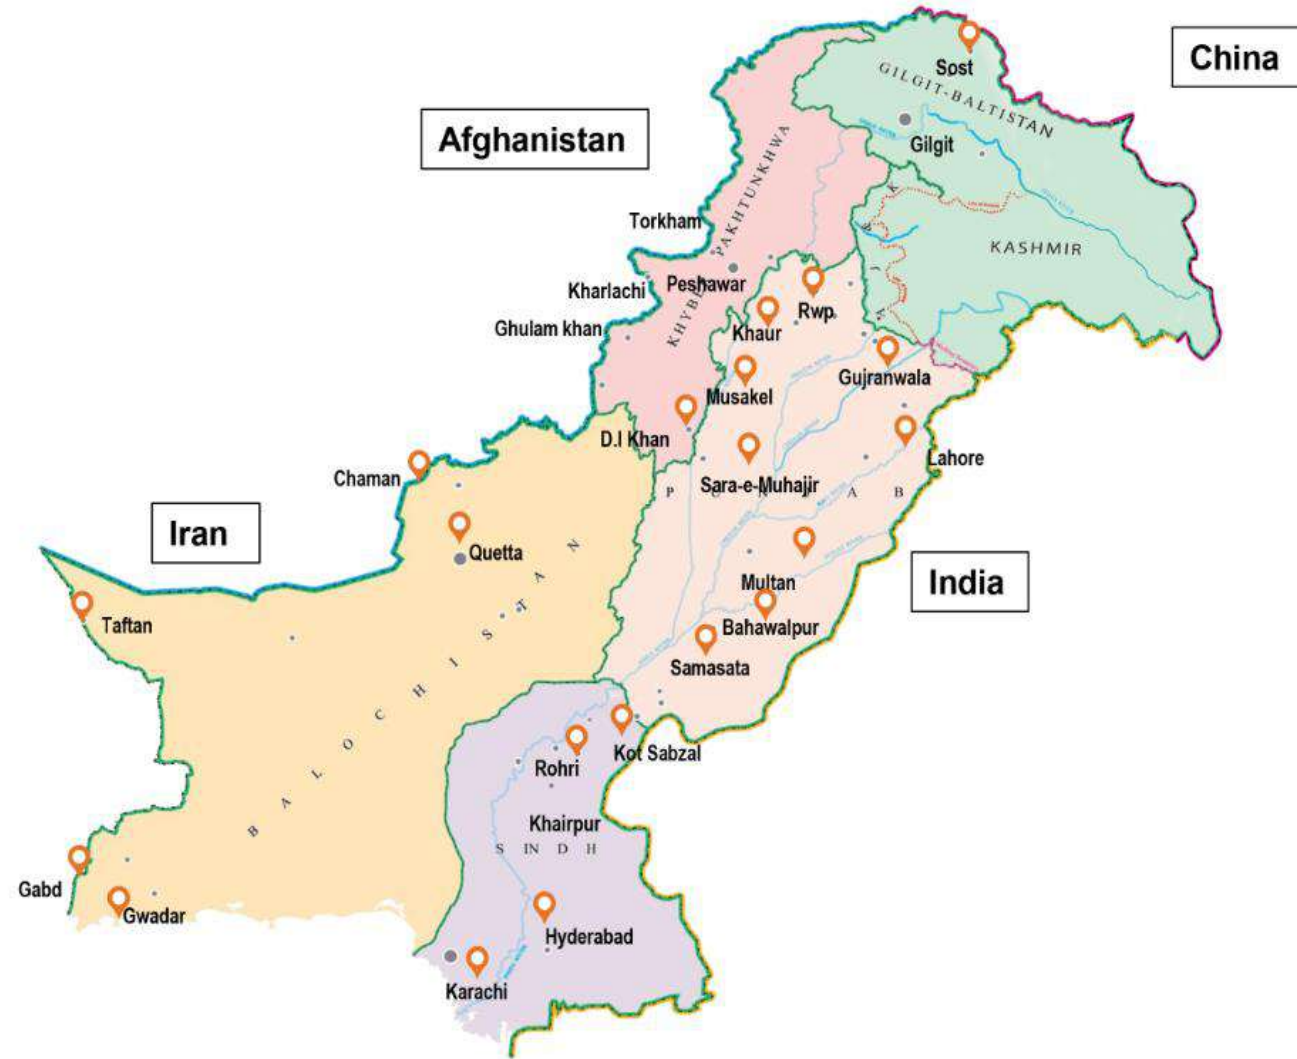 China
Sost
GILGIT-BALTISTAN
Afghanistan
Gilgit
KHYBER PAKHTUNKHWA
Torkham
KASHMIR
Peshawar
Kharlachi
Rwp
Ghulam khan
Khaur
Gujranwala
Musakel
D.I Khan
Lahore
Chaman
Sara-e-Muhajir
PUNJAB
Iran
Quetta
Multan
India
Taftan
Bahawalpur
Samasata
BALOCHISTAN
Kot Sabzal
Rohri
Khairpur
SINDH
Gabd
Gwadar
Hyderabad
Karachi